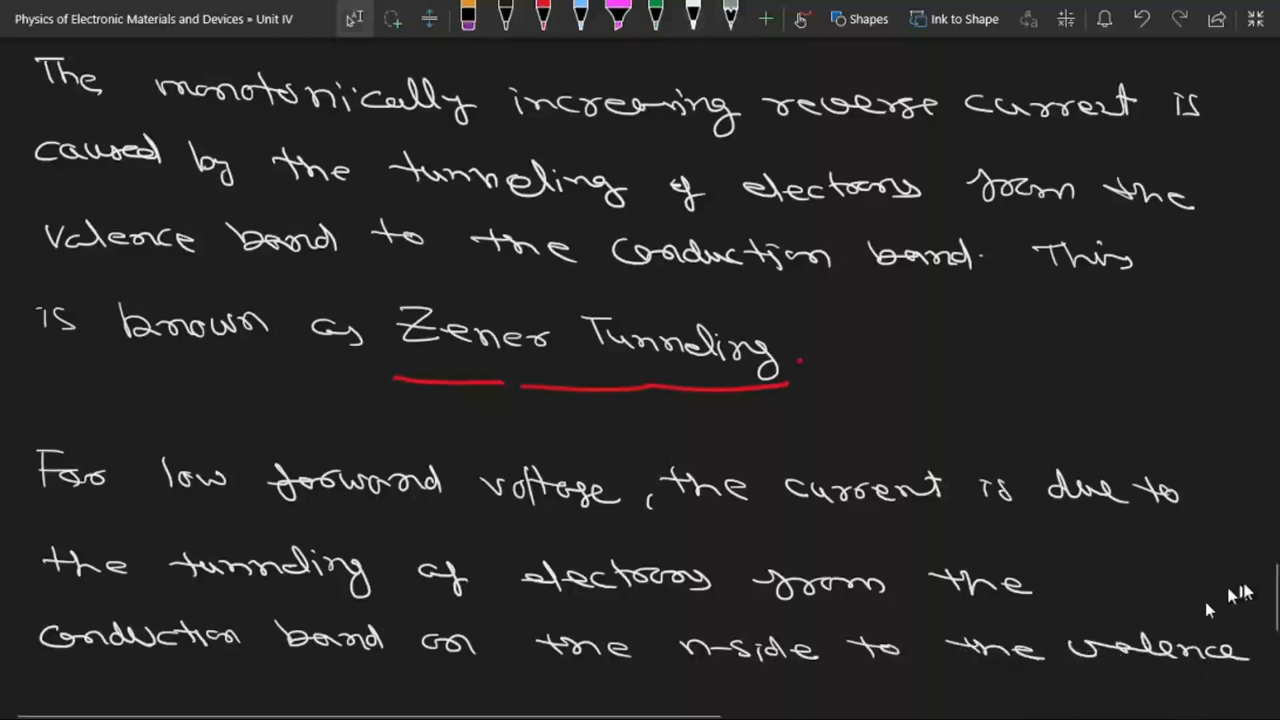 Physics of Electronic Materials and Devices » Unit IV
Shapes
Ink to Shape
The monotonically increasing reverse current is
caused by the tunneling of electrons from the
valence band to the conduction band. This
is known as Zener Tunneling.
For low forward voltage, the current is due to
the tunneling of electrons from the
conduction band on the n-side to the valence